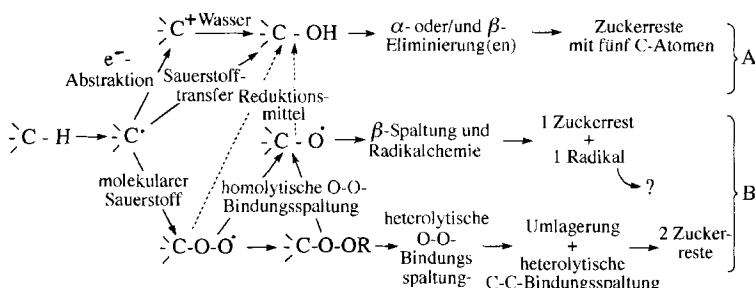 C⁺ +Wasser
C - OH
α- oder/und β-
Eliminierung(en)
Zuckerreste
mit fünf C-Atomen
A
e⁻-
Abstraktion
Sauerstoff-
transfer
Reduktions-
mittel
C - H
C•
C - O•
β-Spaltung und
Radikalchemie
1 Zuckerrest
+
1 Radikal
?
B
molekularer
Sauerstoff
homolytische O-O-
Bindungsspaltung
C-O-O•
C-O-OR
heterolytische
O-O-
Bindungs
spaltung-
Umlagerung
+
heterolytische
C-C-Bindungsspaltung
2 Zucker-
reste